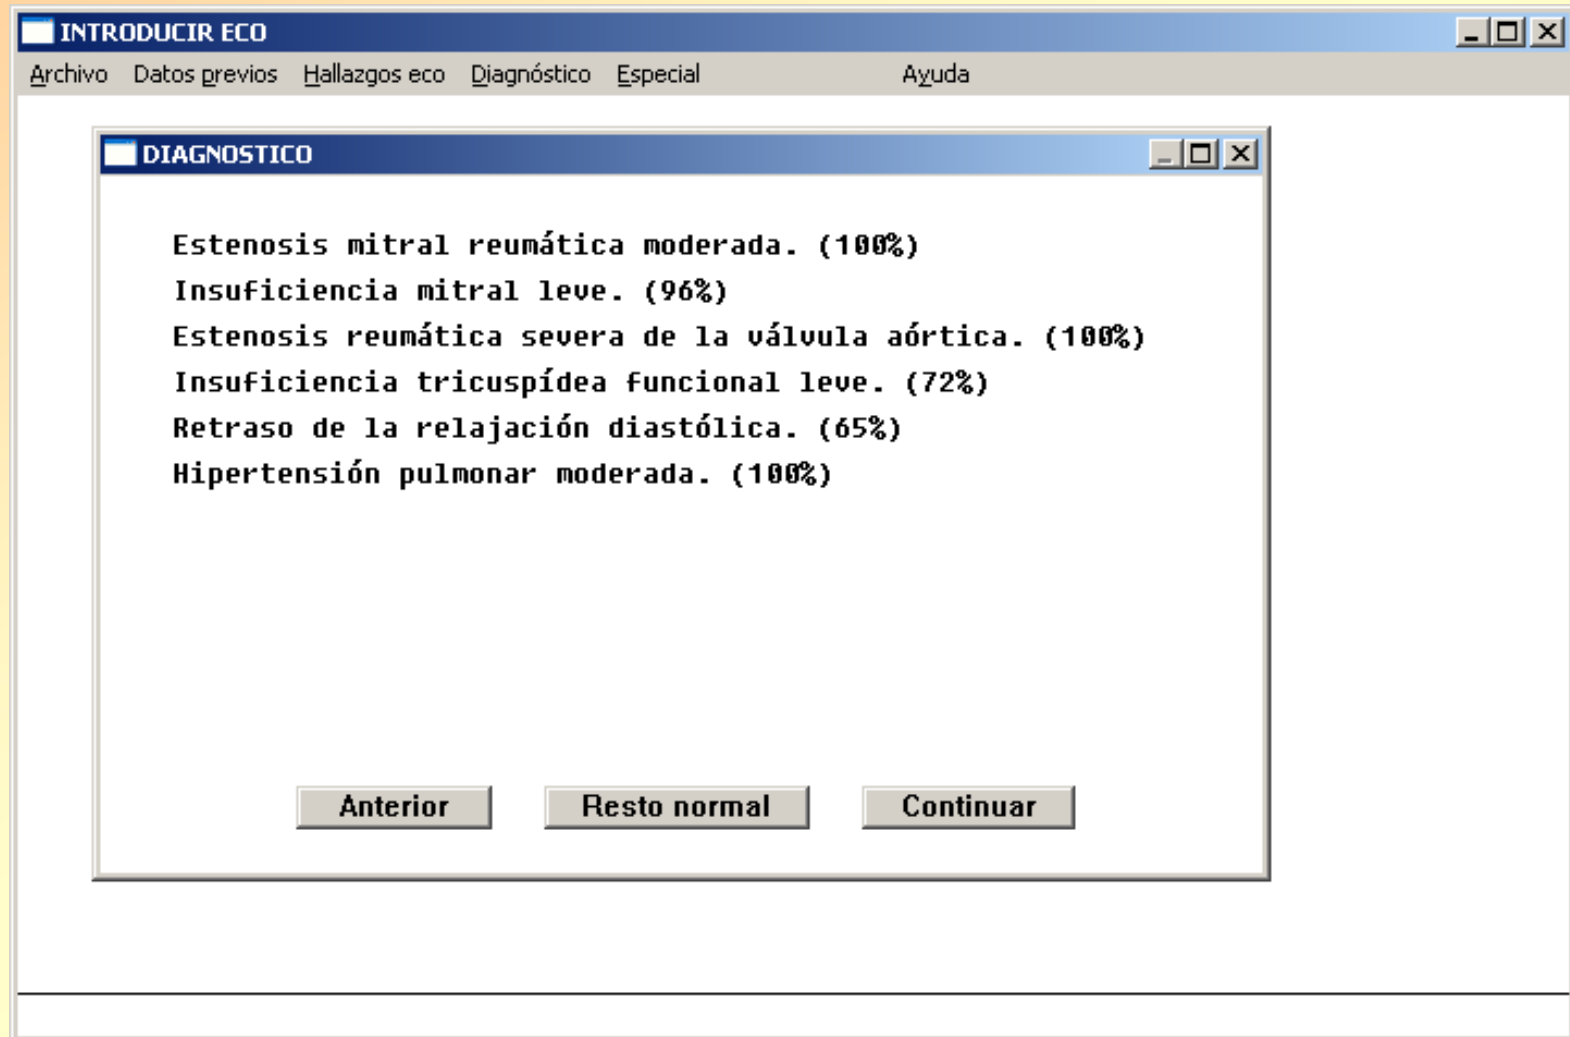 INTRODUCIR ECO
Archivo Datos previos Hallazgos eco Diagnóstico Especial Ayuda
DIAGNOSTICO
Estenosis mitral reumática moderada. (100%)
Insuficiencia mitral leve. (96%)
Estenosis reumática severa de la válvula aórtica. (100%)
Insuficiencia tricuspídea funcional leve. (72%)
Retraso de la relajación diastólica. (65%)
Hipertensión pulmonar moderada. (100%)
Anterior Resto normal Continuar